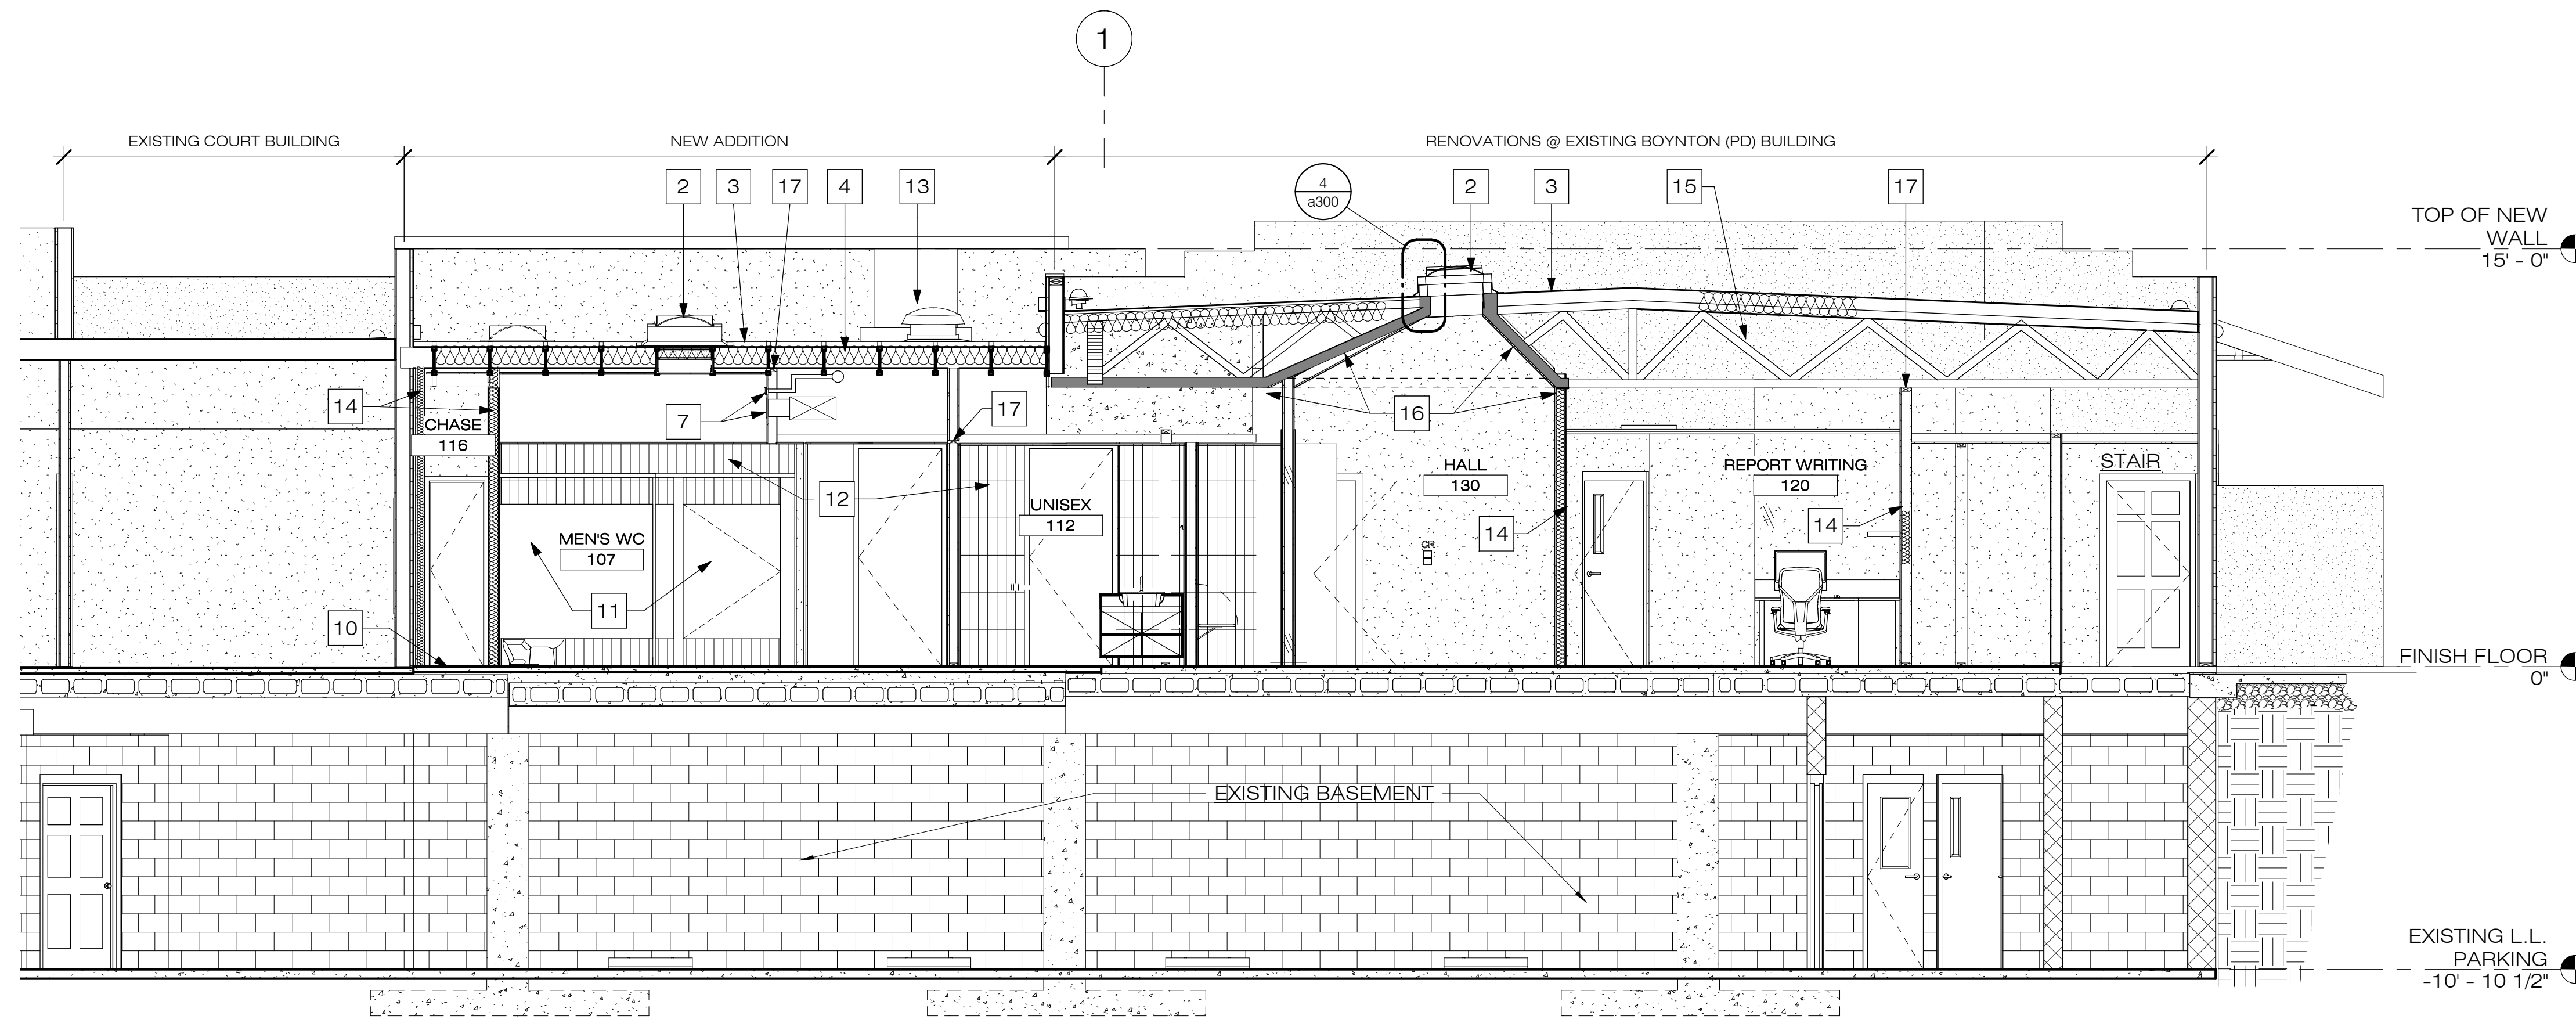 1
EXISTING COURT BUILDING
NEW ADDITION
RENOVATIONS @ EXISTING BOYNTON (PD) BUILDING
2
3
17
4
13
4
a300
2
3
15
17
TOP OF NEW
WALL
15' - 0"
14
CHASE
116
7
17
16
12
HALL
130
REPORT WRITING
120
STAIR
UNISEX
112
14
14
MEN'S WC
107
CR
11
10
FINISH FLOOR
0"
EXISTING BASEMENT
EXISTING L.L.
PARKING
-10' - 10 1/2"